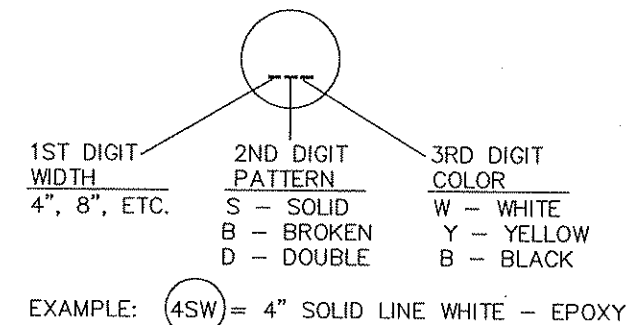 1ST DIGIT 2ND DIGIT 3RD DIGIT
WIDTH PATTERN COLOR
4", 8", ETC. S – SOLID W – WHITE
B – BROKEN Y – YELLOW
D – DOUBLE B – BLACK
EXAMPLE: 4SW = 4" SOLID LINE WHITE – EPOXY